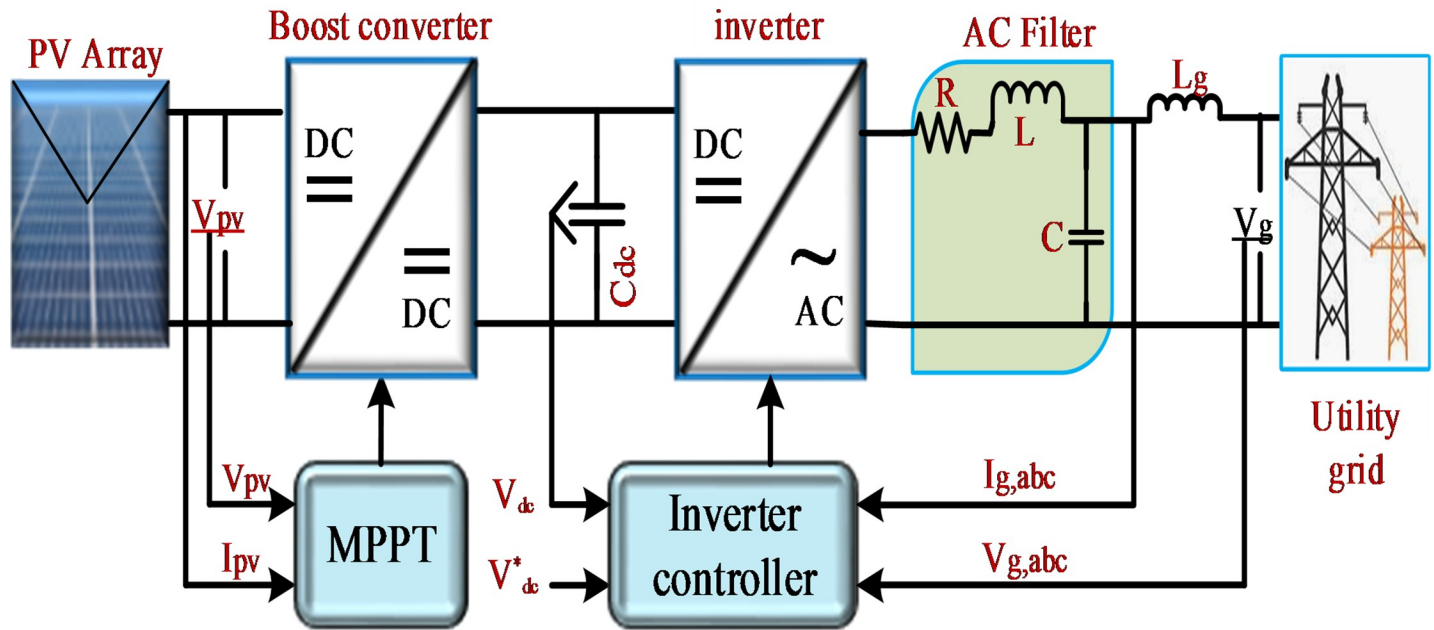 PV Array
Boost converter
inverter
AC Filter
Lg
R
L
C
DC
DC
DC
~
AC
Vpv
Cdc
Vg
Utility
grid
Vpv
Ipv
MPPT
Vdc
V*dc
Inverter
controller
Ig,abc
Vg,abc